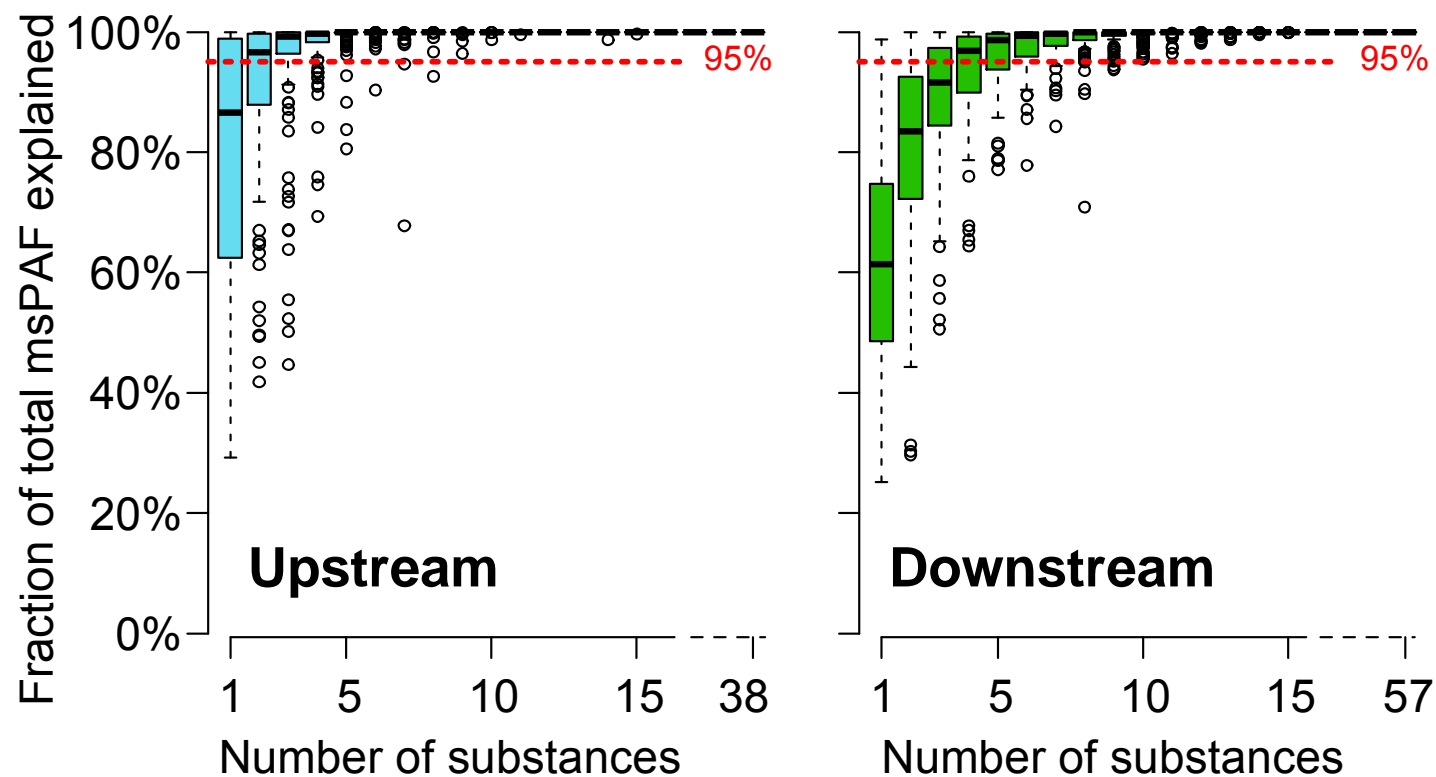 Fraction of total msPAF explained
100%
80%
60%
40%
20%
0%
95%
Upstream
1 5 10 15 38
Number of substances
95%
Downstream
1 5 10 15 57
Number of substances